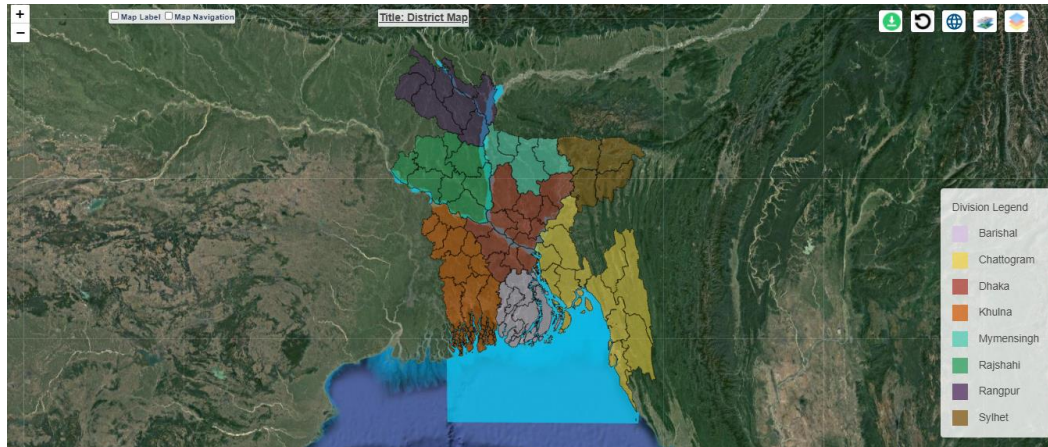 +
−
Map Label Map Navigation
Title: District Map
Division Legend
Barishal
Chattogram
Dhaka
Khulna
Mymensingh
Rajshahi
Rangpur
Sylhet